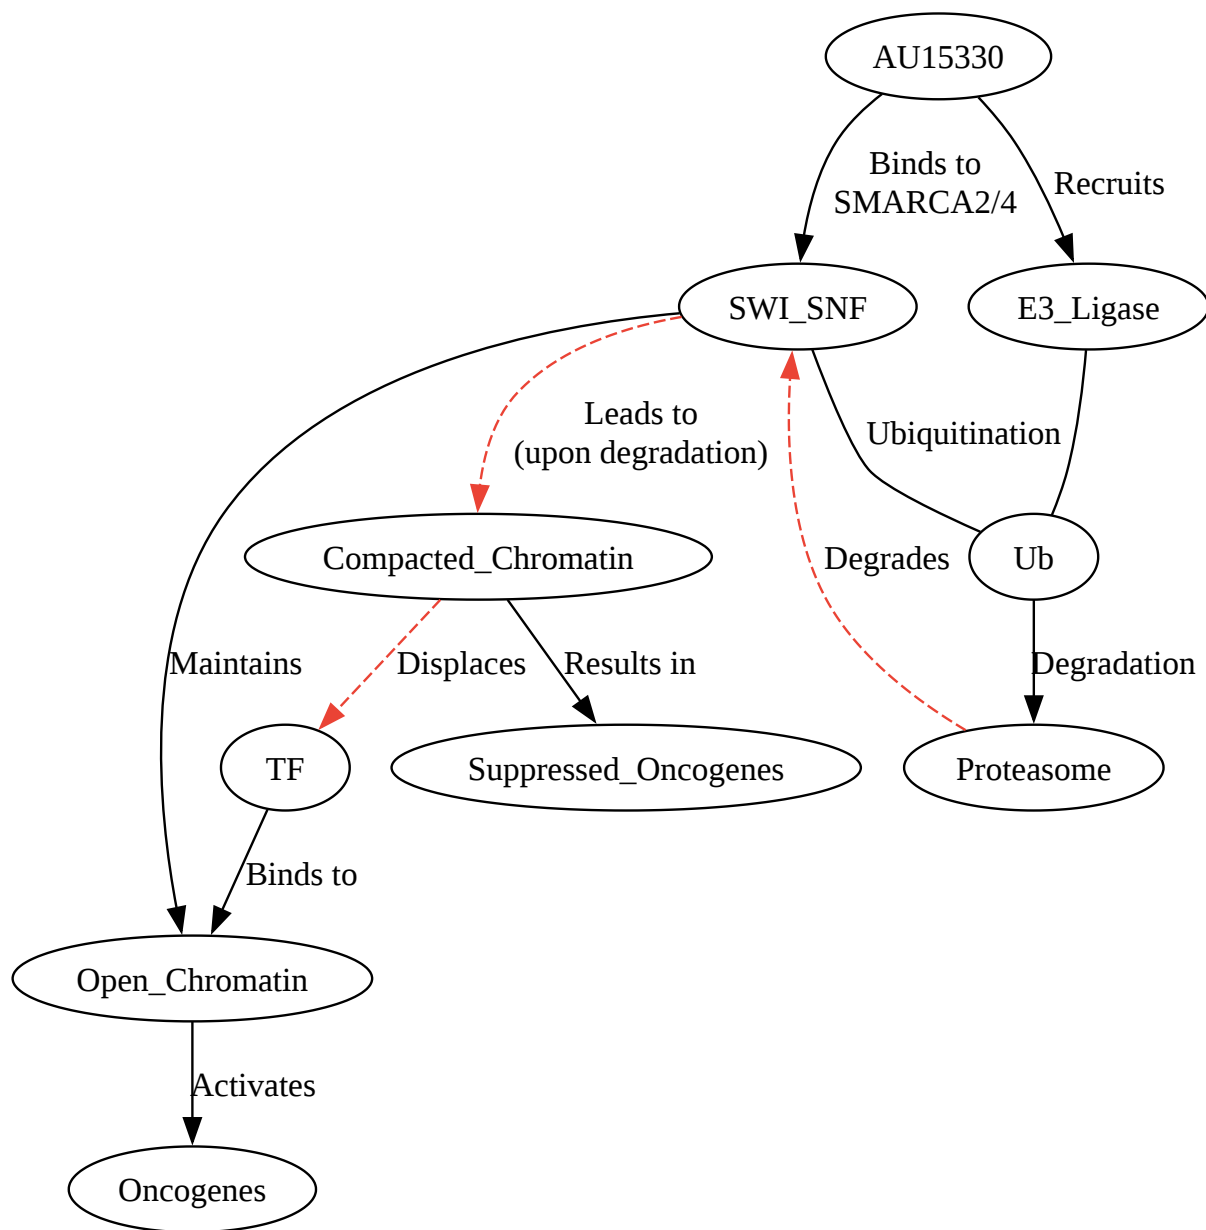 AU15330
Binds to
SMARCA2/4
Recruits
SWI_SNF
E3_Ligase
Leads to
(upon degradation)
Ubiquitination
Compacted_Chromatin
Degrades
Ub
Maintains
Displaces
Results in
Degradation
TF
Suppressed_Oncogenes
Proteasome
Binds to
Open_Chromatin
Activates
Oncogenes